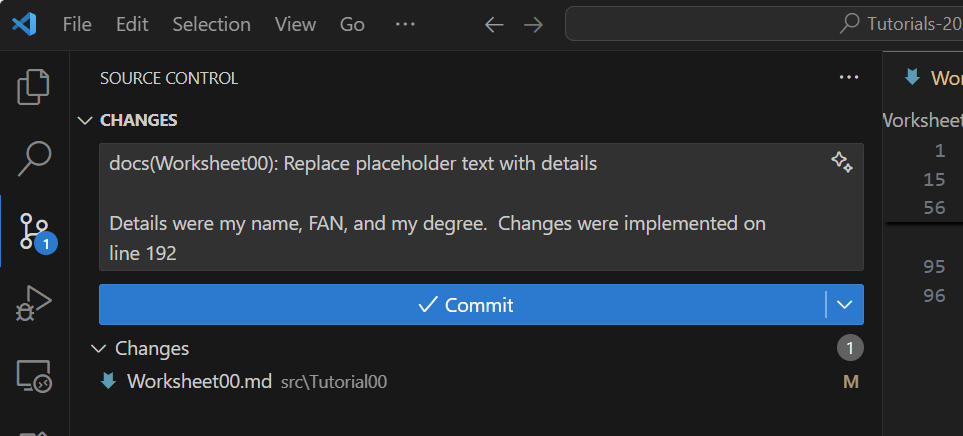 File Edit Selection View Go ··· ← → Tutorials-20
SOURCE CONTROL ···
CHANGES
docs(Worksheet00): Replace placeholder text with details
Details were my name, FAN, and my degree.  Changes were implemented on
line 192
Commit
Changes 1
Worksheet00.md src\Tutorial00 M
1
Wor
Worksheet
1
15
56
95
96